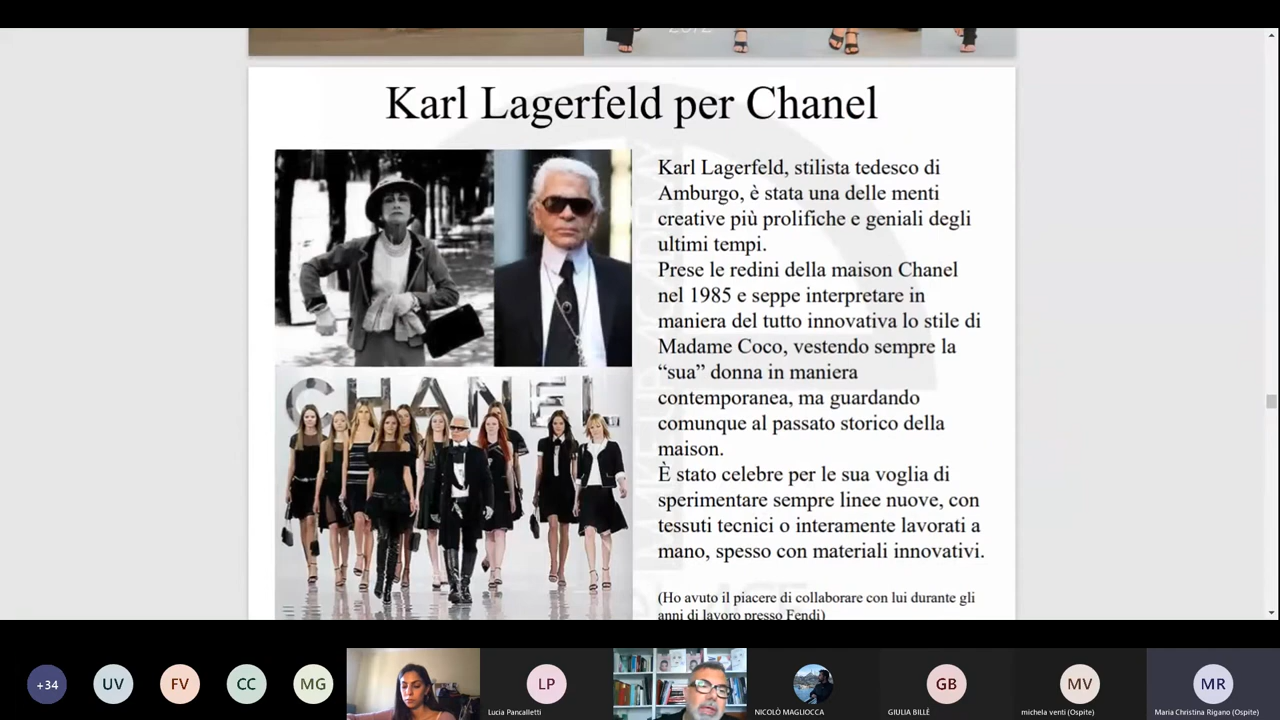 Karl Lagerfeld per Chanel
Karl Lagerfeld, stilista tedesco di
Amburgo, è stata una delle menti
creative più prolifiche e geniali degli
ultimi tempi.
Prese le redini della maison Chanel
nel 1985 e seppe interpretare in
maniera del tutto innovativa lo stile di
Madame Coco, vestendo sempre la
“sua” donna in maniera
contemporanea, ma guardando
comunque al passato storico della
maison.
È stato celebre per le sua voglia di
sperimentare sempre linee nuove, con
tessuti tecnici o interamente lavorati a
mano, spesso con materiali innovativi.
(Ho avuto il piacere di collaborare con lui durante gli
anni di lavoro presso Fendi)
CHANEL
+34
UV
FV
CC
MG
LP
Lucia Pancalletti
NICOLÒ MAGLIOCCA
GB
GIULIA BILLÈ
MV
michela venti (Ospite)
MR
Maria Christina Rigano (Ospite)